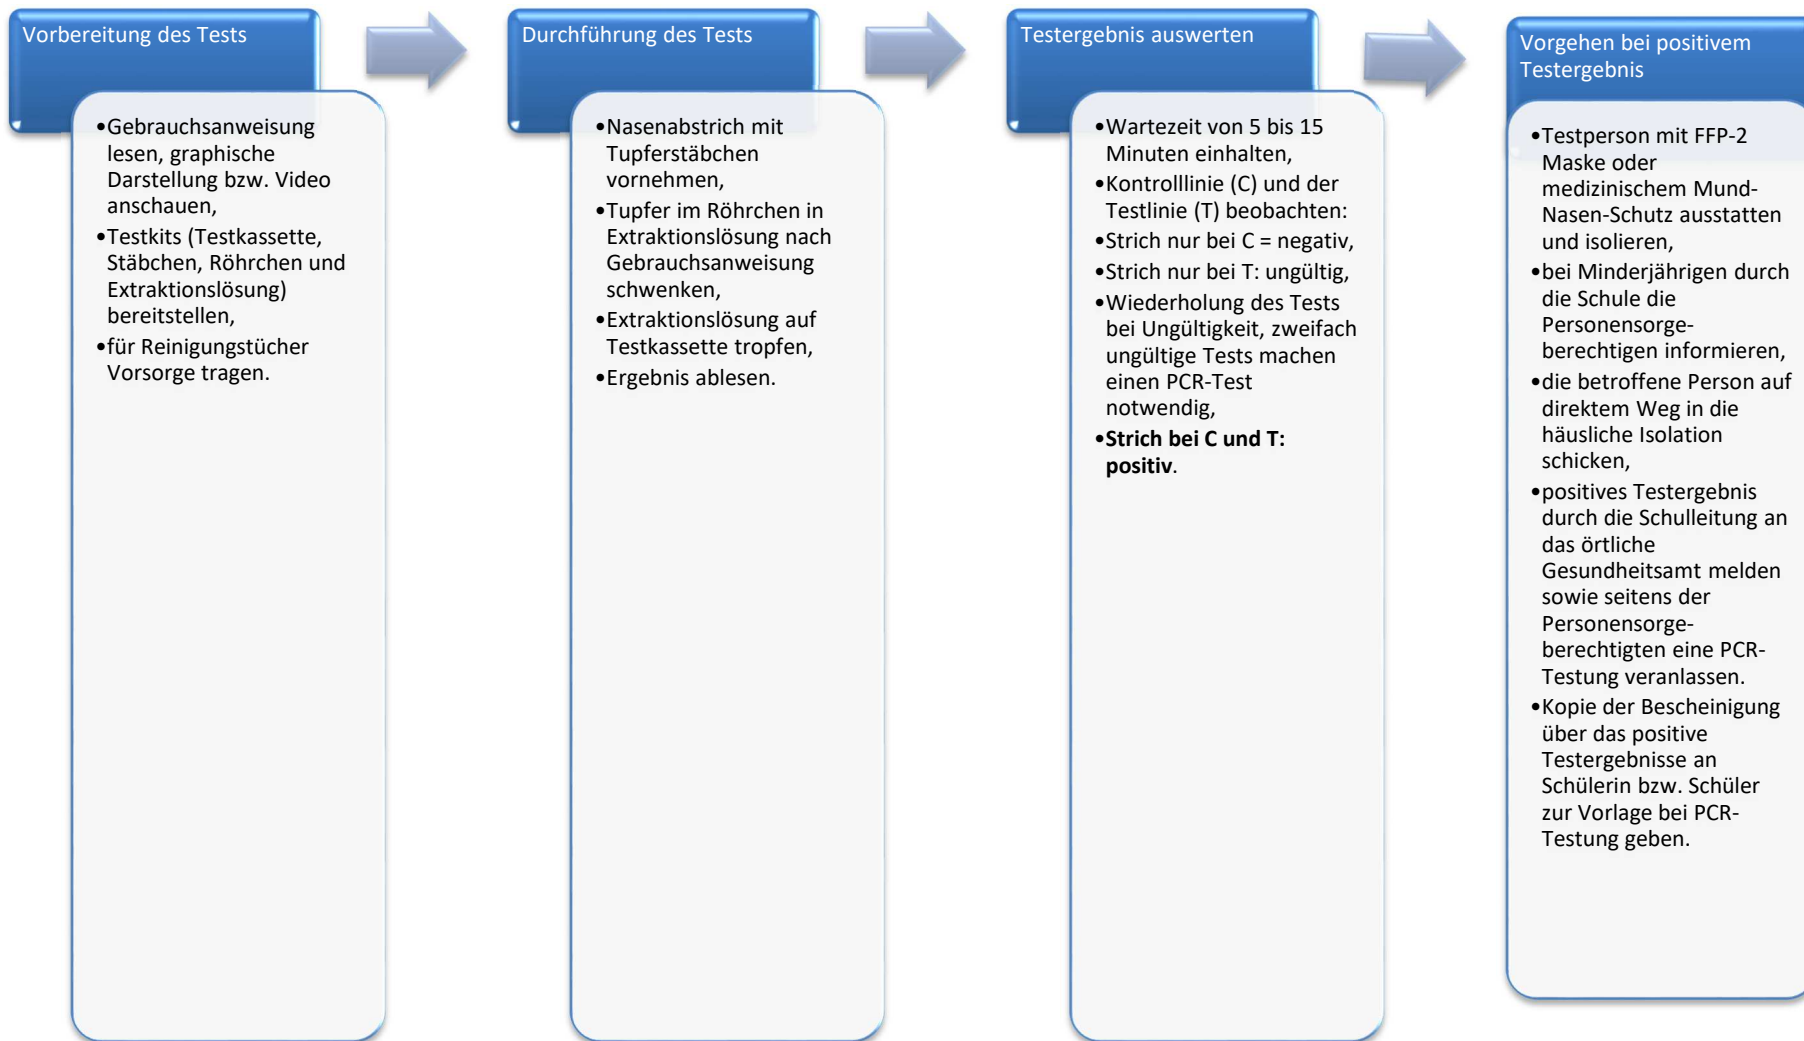 Vorbereitung des Tests
•Gebrauchsanweisung
lesen, graphische
Darstellung bzw. Video
anschauen,
•Testkits (Testkassette,
Stäbchen, Röhrchen und
Extraktionslösung)
bereitstellen,
•für Reinigungstücher
Vorsorge tragen.
Durchführung des Tests
•Nasenabstrich mit
Tupferstäbchen
vornehmen,
•Tupfer im Röhrchen in
Extraktionslösung nach
Gebrauchsanweisung
schwenken,
•Extraktionslösung auf
Testkassette tropfen,
•Ergebnis ablesen.
Testergebnis auswerten
•Wartezeit von 5 bis 15
Minuten einhalten,
•Kontrolllinie (C) und der
Testlinie (T) beobachten:
•Strich nur bei C = negativ,
•Strich nur bei T: ungültig,
•Wiederholung des Tests
bei Ungültigkeit, zweifach
ungültige Tests machen
einen PCR-Test
notwendig,
•Strich bei C und T:
positiv.
Vorgehen bei positivem
Testergebnis
•Testperson mit FFP-2
Maske oder
medizinischem Mund-
Nasen-Schutz ausstatten
und isolieren,
•bei Minderjährigen durch
die Schule die
Personensorge-
berechtigen informieren,
•die betroffene Person auf
direktem Weg in die
häusliche Isolation
schicken,
•positives Testergebnis
durch die Schulleitung an
das örtliche
Gesundheitsamt melden
sowie seitens der
Personensorge-
berechtigten eine PCR-
Testung veranlassen.
•Kopie der Bescheinigung
über das positive
Testergebnisse an
Schülerin bzw. Schüler
zur Vorlage bei PCR-
Testung geben.